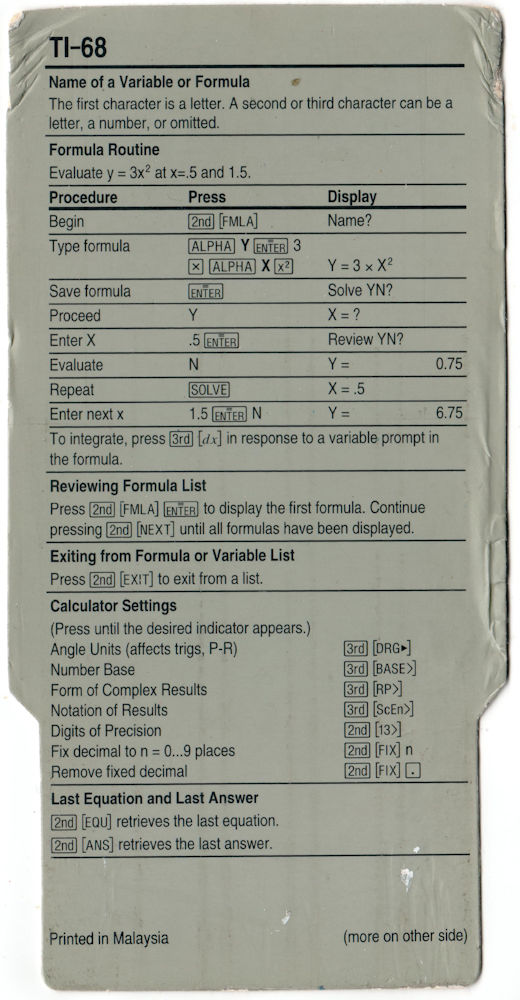 TI-68
Name of a Variable or Formula
The first character is a letter. A second or third character can be a
letter, a number, or omitted.
Formula Routine
Evaluate y = 3x² at x=.5 and 1.5.
Procedure Press Display
Begin 2nd [FMLA] Name?
Type formula ALPHA Y ENTER 3
× ALPHA X x² Y = 3 × X²
Save formula ENTER Solve YN?
Proceed Y X = ?
Enter X .5 ENTER Review YN?
Evaluate N Y = 0.75
Repeat SOLVE X = .5
Enter next x 1.5 ENTER N Y = 6.75
To integrate, press 3rd [dx] in response to a variable prompt in
the formula.
Reviewing Formula List
Press 2nd [FMLA] ENTER to display the first formula. Continue
pressing 2nd [NEXT] until all formulas have been displayed.
Exiting from Formula or Variable List
Press 2nd [EXIT] to exit from a list.
Calculator Settings
(Press until the desired indicator appears.)
Angle Units (affects trigs, P-R) 3rd [DRG▸]
Number Base 3rd [BASE>]
Form of Complex Results 3rd [RP>]
Notation of Results 3rd [ScEn>]
Digits of Precision 2nd [13>]
Fix decimal to n = 0...9 places 2nd [FIX] n
Remove fixed decimal 2nd [FIX] .
Last Equation and Last Answer
2nd [EQU] retrieves the last equation.
2nd [ANS] retrieves the last answer.
Printed in Malaysia (more on other side)